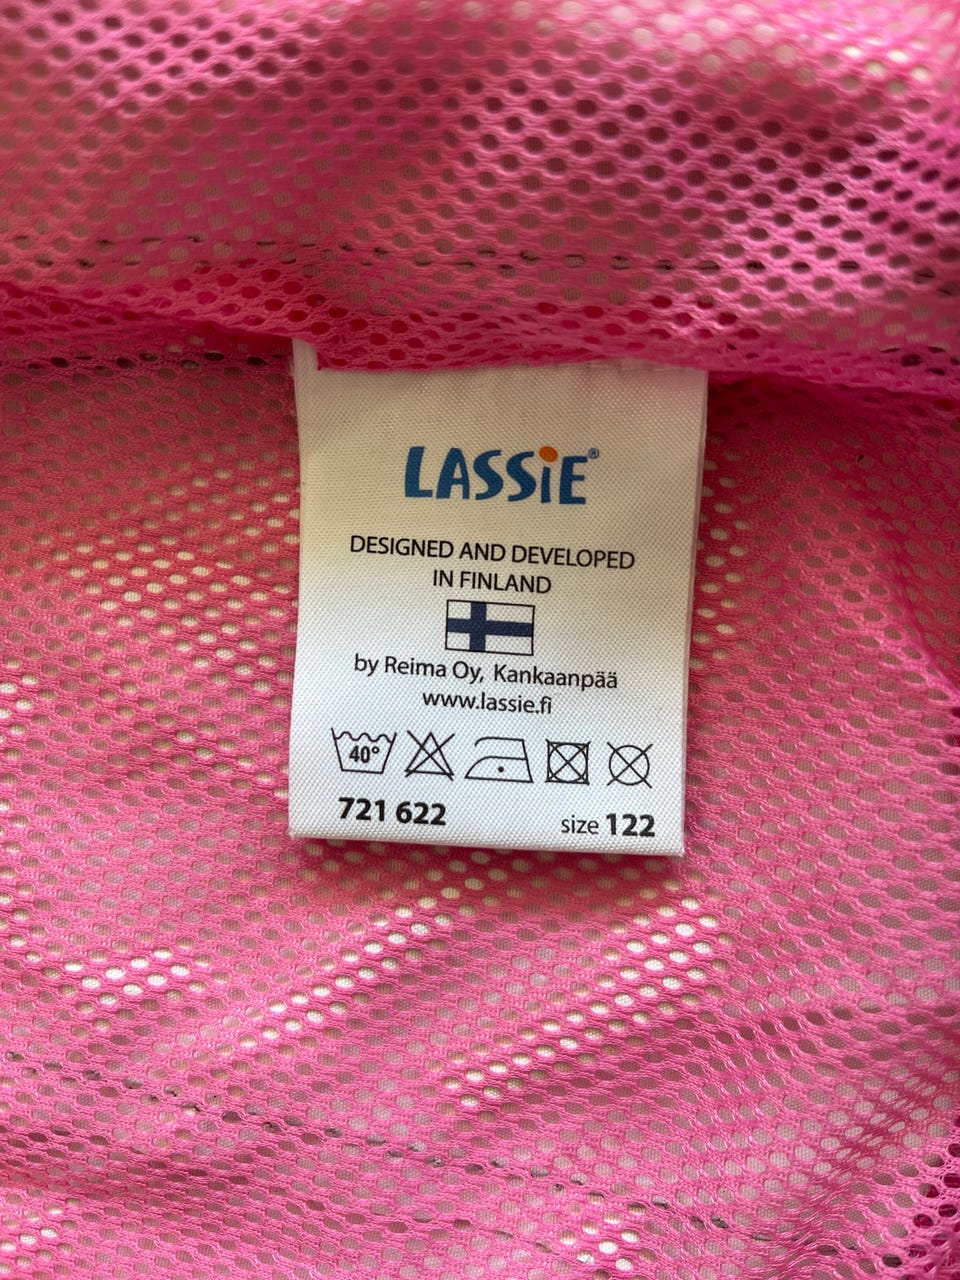 LASSiE®
DESIGNED AND DEVELOPED
IN FINLAND
by Reima Oy, Kankaanpää
www.lassie.fi
40°
721 622 size 122